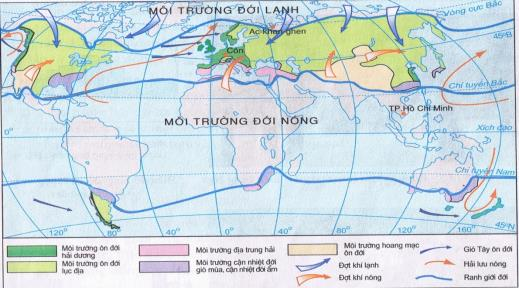 MÔI TRƯỜNG ĐỚI LẠNH
Vòng cực Bắc
Ac-khan-ghen
45°B
Côn
Chí tuyến Bắc
TP. Hồ Chí Minh
MÔI TRƯỜNG ĐỚI NÓNG
0°
Xích đạo
Chí tuyến Nam
120°
80°
40°
0°
40°
80°
120°
160°
45°N
Môi trường ôn đới
hải dương
Môi trường địa trung hải
Môi trường hoang mạc
ôn đới
Gió Tây ôn đới
Môi trường ôn đới
lục địa
Môi trường cận nhiệt đới
gió mùa, cận nhiệt đới ẩm
Đợt khí lạnh
Hải lưu nóng
Đợt khí nóng
Ranh giới đới